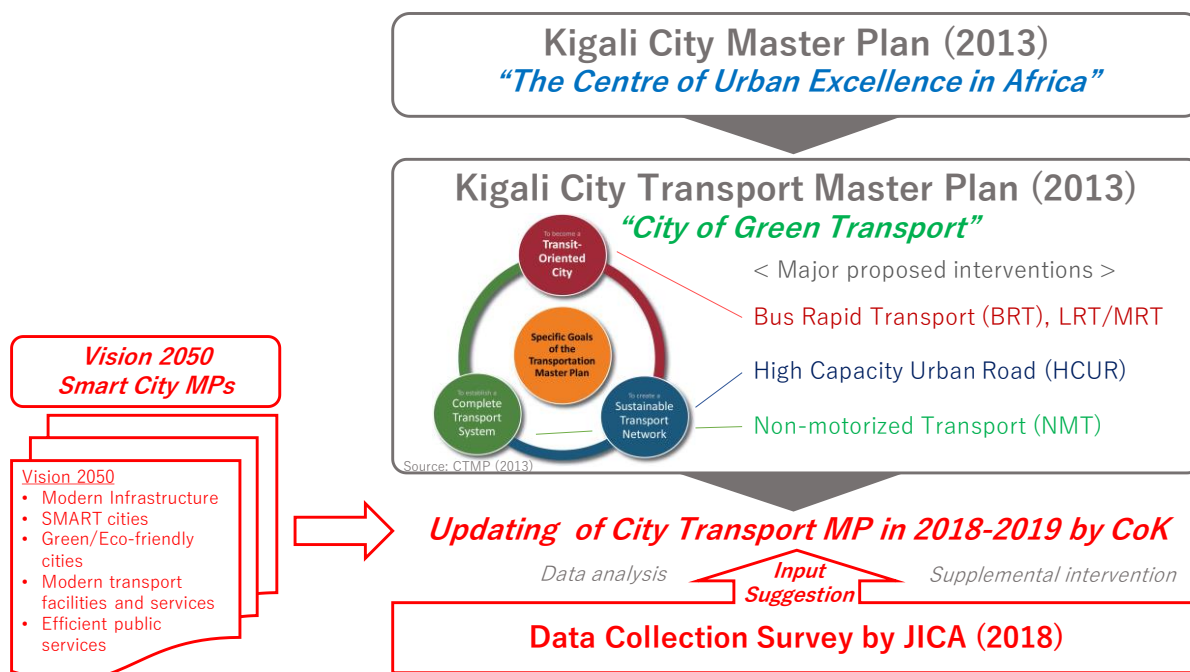 Kigali City Master Plan (2013)
“The Centre of Urban Excellence in Africa”
Kigali City Transport Master Plan (2013)
“City of Green Transport”
To become a
Transit-
Oriented
City
Specific Goals
of the
Transportation
Master Plan
To establish a
Complete
Transport
System
To create a
Sustainable
Transport
Network
Source: CTMP (2013)
< Major proposed interventions >
Bus Rapid Transport (BRT), LRT/MRT
High Capacity Urban Road (HCUR)
Non-motorized Transport (NMT)
Vision 2050
Smart City MPs
Vision 2050
• Modern Infrastructure
• SMART cities
• Green/Eco-friendly
cities
• Modern transport
facilities and services
• Efficient public
services
Updating of City Transport MP in 2018-2019 by CoK
Data analysis
Input
Suggestion
Supplemental intervention
Data Collection Survey by JICA (2018)